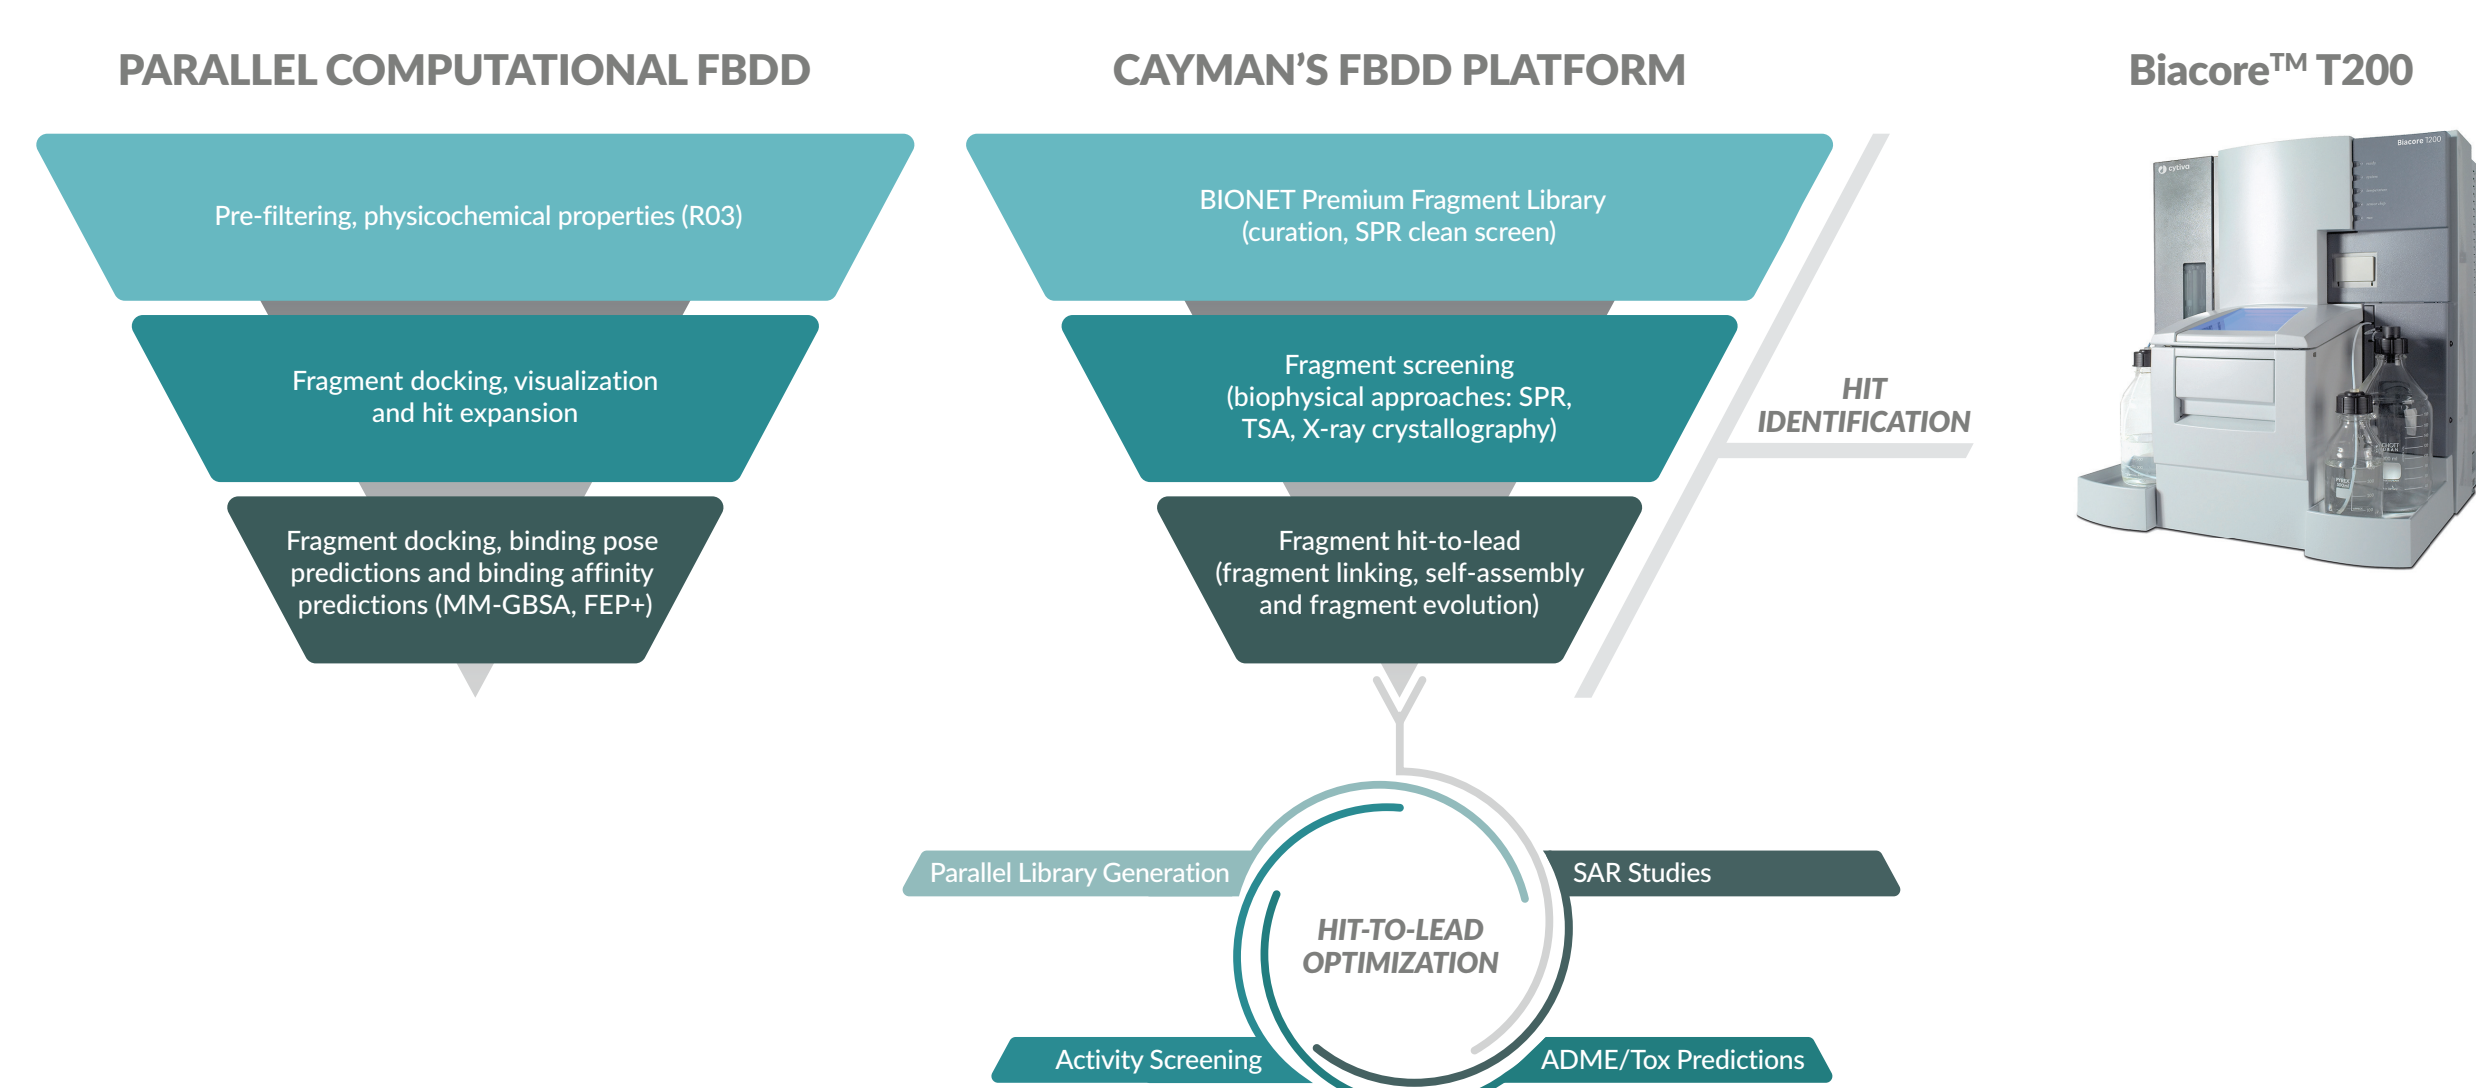 PARALLEL COMPUTATIONAL FBDD
Pre-filtering, physicochemical properties (R03)
Fragment docking, visualization
and hit expansion
Fragment docking, binding pose
predictions and binding affinity
predictions (MM-GBSA, FEP+)
CAYMAN’S FBDD PLATFORM
BIONET Premium Fragment Library
(curation, SPR clean screen)
Fragment screening
(biophysical approaches: SPR,
TSA, X-ray crystallography)
Fragment hit-to-lead
(fragment linking, self-assembly
and fragment evolution)
HIT
IDENTIFICATION
Biacore™ T200
cytiva
Biacore T200
Parallel Library Generation
SAR Studies
HIT-TO-LEAD
OPTIMIZATION
Activity Screening
ADME/Tox Predictions